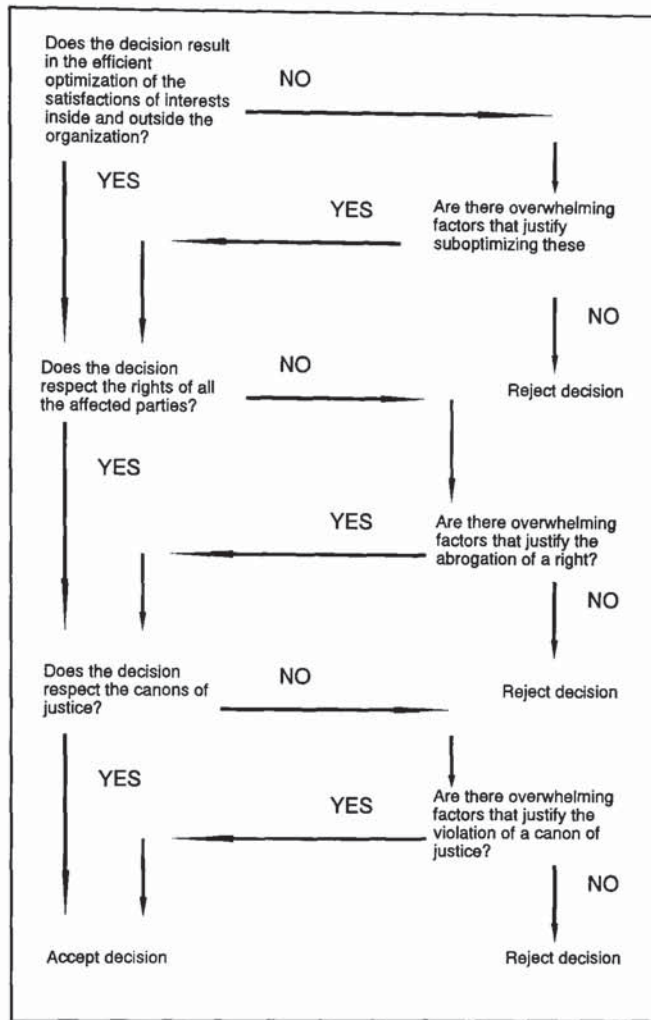 Does the decision result
in the efficient
optimization of the
satisfactions of interests
inside and outside the
organization?
NO
YES
YES
Are there overwhelming
factors that justify
suboptimizing these
NO
Reject decision
Does the decision
respect the rights of all
the affected parties?
NO
YES
YES
Are there overwhelming
factors that justify the
abrogation of a right?
NO
Reject decision
Does the decision
respect the canons of
justice?
NO
YES
YES
Are there overwhelming
factors that justify the
violation of a canon of
justice?
NO
Accept decision
Reject decision